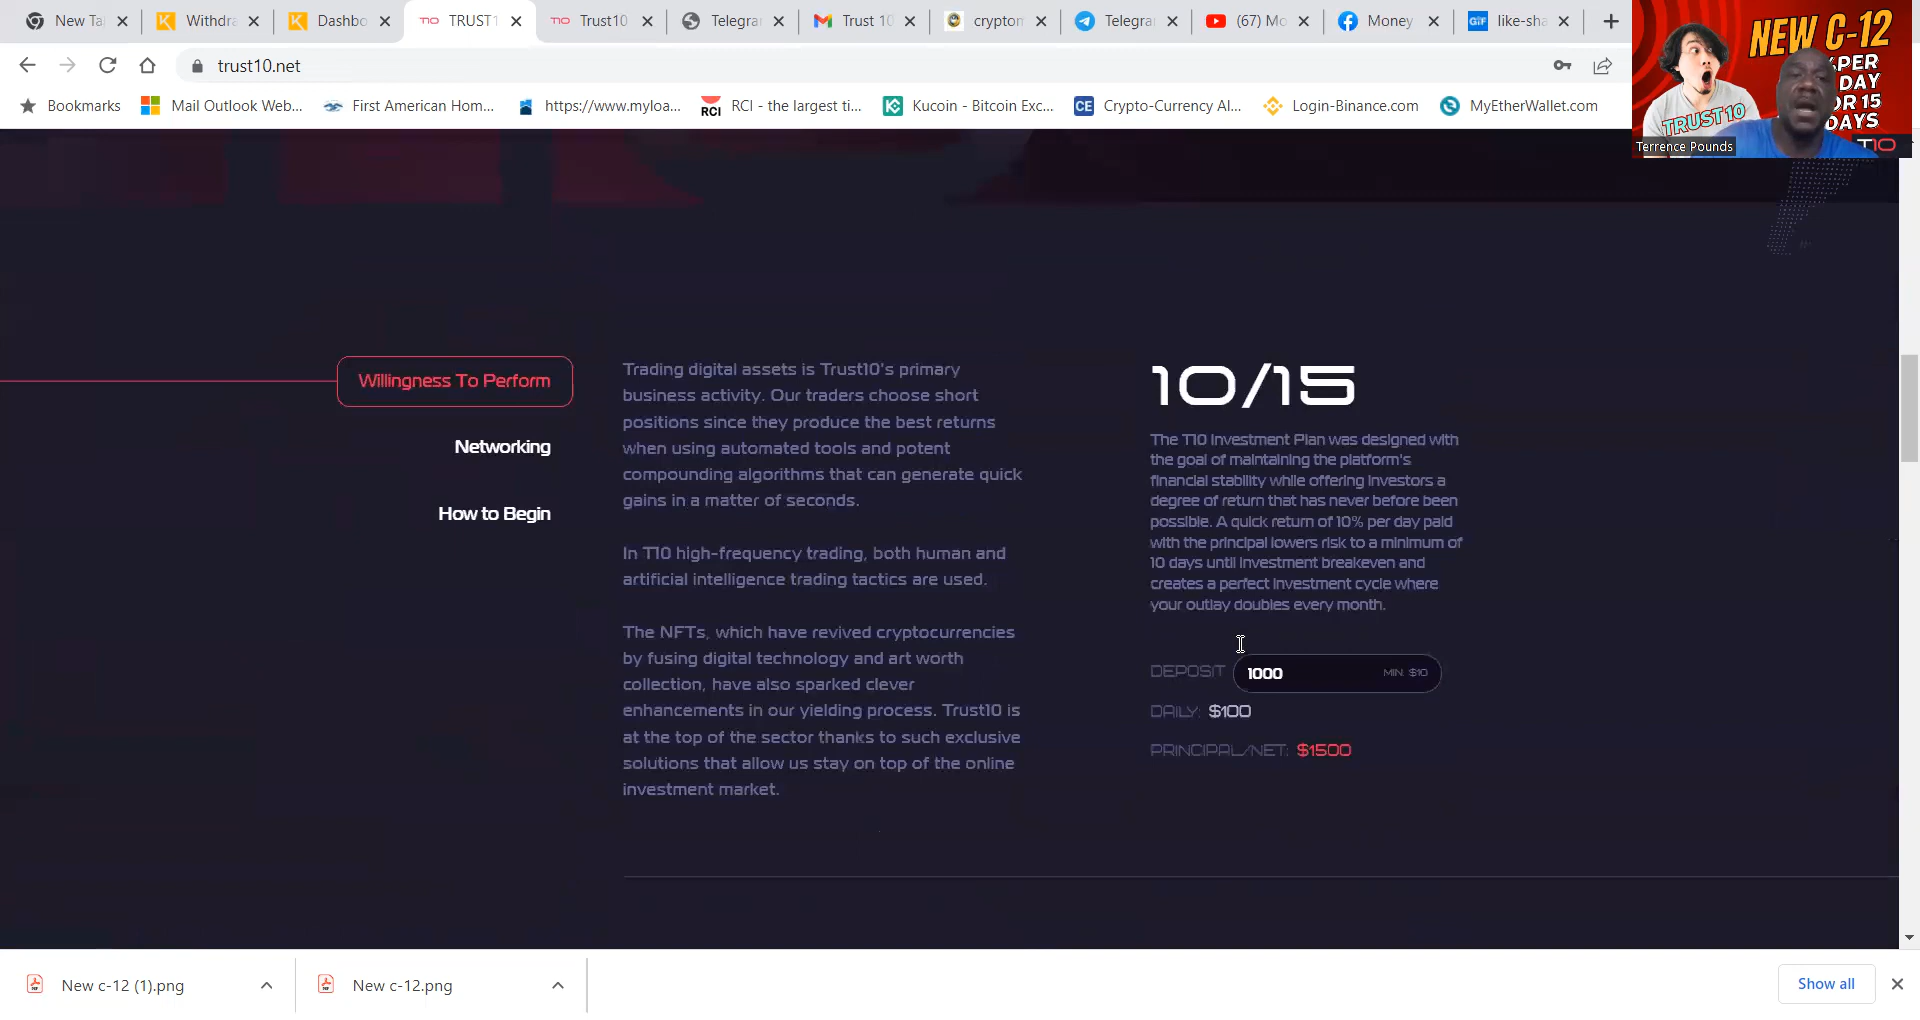 New Ta
Withdra
Dashbo
TRUST1
Trust10
Telegra
Trust 10
crypton
Telegra
(67) Mo
Money
like-sha
trust10.net
Bookmarks
Mail Outlook Web...
First American Hom...
https://www.myloa...
RCI - the largest ti...
Kucoin - Bitcoin Exc...
Crypto-Currency Al...
Login-Binance.com
MyEtherWallet.com
NEW C-12
PER
DAY
OR 15
DAYS
TRUST10
T10
Terrence Pounds
Willingness To Perform
Networking
How to Begin
Trading digital assets is Trust10's primary
business activity. Our traders choose short
positions since they produce the best returns
when using automated tools and potent
compounding algorithms that can generate quick
gains in a matter of seconds.
In T10 high-frequency trading, both human and
artificial intelligence trading tactics are used.
The NFTs, which have revived cryptocurrencies
by fusing digital technology and art worth
collection, have also sparked clever
enhancements in our yielding process. Trust10 is
at the top of the sector thanks to such exclusive
solutions that allow us stay on top of the online
investment market.
10/15
The T10 Investment Plan was designed with
the goal of maintaining the platform's
financial stability while offering investors a
degree of return that has never before been
possible. A quick return of 10% per day paid
with the principal lowers risk to a minimum of
10 days until investment breakeven and
creates a perfect investment cycle where
your outlay doubles every month.
DEPOSIT 1000 MIN: $10
DAILY: $100
PRINCIPAL/NET: $1500
New c-12 (1).png
New c-12.png
Show all